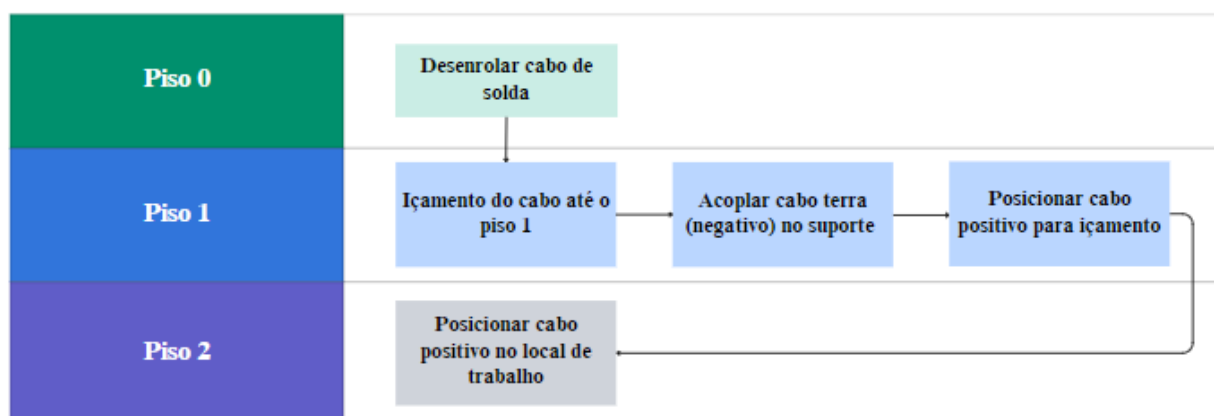 Piso 0
Desenrolar cabo de
solda
Piso 1
Içamento do cabo até o
piso 1
Acoplar cabo terra
(negativo) no suporte
Posicionar cabo
positivo para içamento
Piso 2
Posicionar cabo
positivo no local de
trabalho